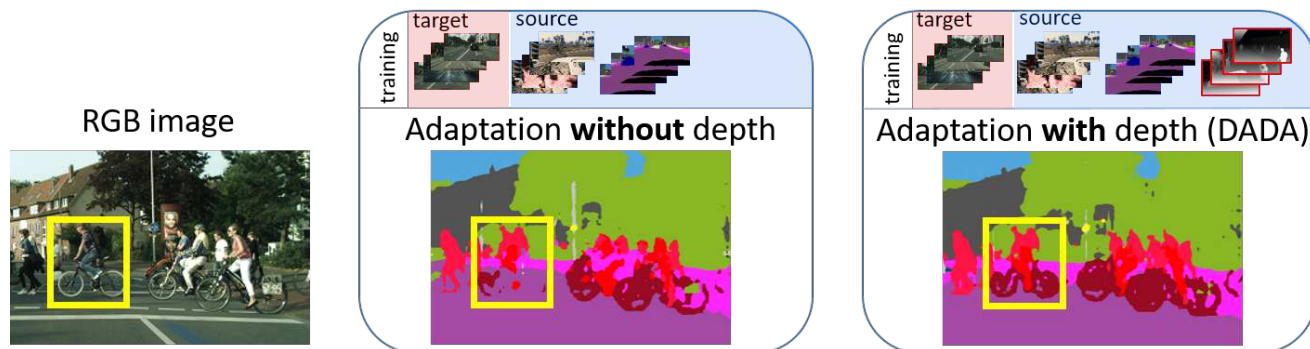 RGB image
training
target
source
Adaptation without depth
training
target
source
Adaptation with depth (DADA)